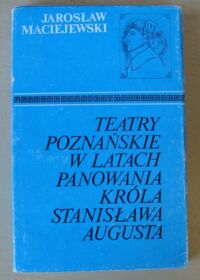 JAROSŁAW
MACIEJEWSKI
TEATRY
POZNAŃSKIE
W LATACH
PANOWANIA
KRÓLA
STANISŁAWA
AUGUSTA